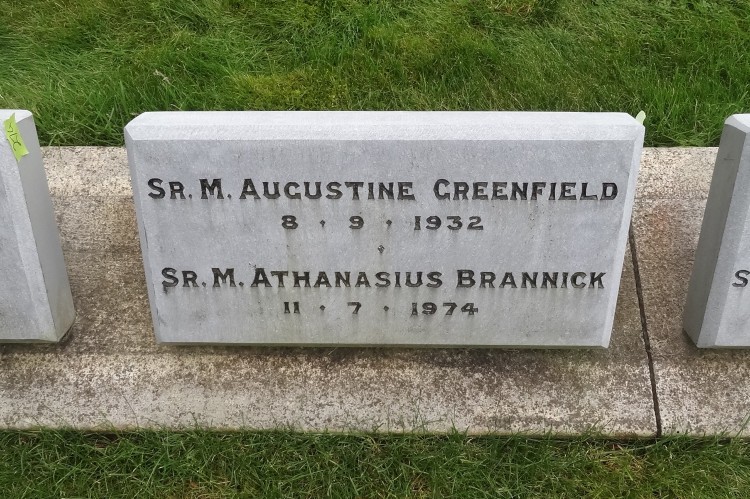 Sr. M. Augustine Greenfield
8 · 9 · 1932
Sr. M. Athanasius Brannick
11 · 7 · 1974
S